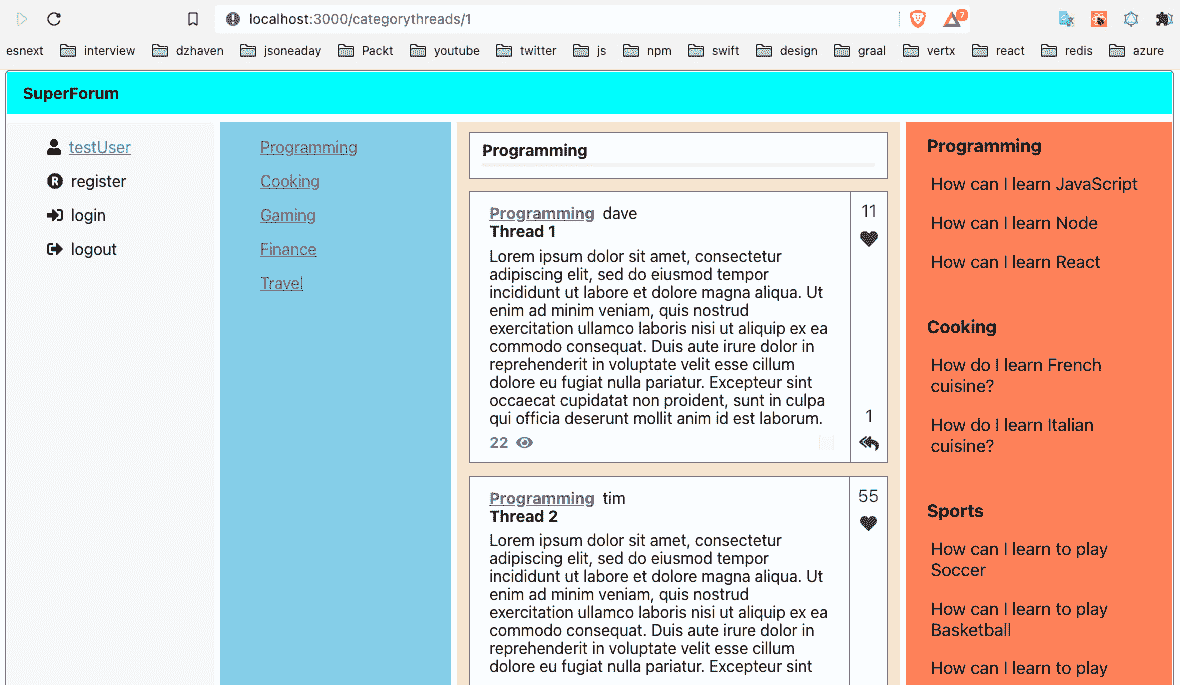 localhost:3000/categorythreads/1
7
esnext interview dzhaven jsoneaday Packt youtube twitter js npm swift design graal vertx react redis azure
SuperForum
testUser
R register
login
logout
Programming
Cooking
Gaming
Finance
Travel
Programming
Programming dave
Thread 1
Lorem ipsum dolor sit amet, consectetur
adipiscing elit, sed do eiusmod tempor
incididunt ut labore et dolore magna aliqua. Ut
enim ad minim veniam, quis nostrud
exercitation ullamco laboris nisi ut aliquip ex ea
commodo consequat. Duis aute irure dolor in
reprehenderit in voluptate velit esse cillum
dolore eu fugiat nulla pariatur. Excepteur sint
occaecat cupidatat non proident, sunt in culpa
qui officia deserunt mollit anim id est laborum.
22
11
1
Programming tim
Thread 2
Lorem ipsum dolor sit amet, consectetur
adipiscing elit, sed do eiusmod tempor
incididunt ut labore et dolore magna aliqua. Ut
enim ad minim veniam, quis nostrud
exercitation ullamco laboris nisi ut aliquip ex ea
commodo consequat. Duis aute irure dolor in
reprehenderit in voluptate velit esse cillum
dolore eu fugiat nulla pariatur. Excepteur sint
55
Programming
How can I learn JavaScript
How can I learn Node
How can I learn React
Cooking
How do I learn French
cuisine?
How do I learn Italian
cuisine?
Sports
How can I learn to play
Soccer
How can I learn to play
Basketball
How can I learn to play